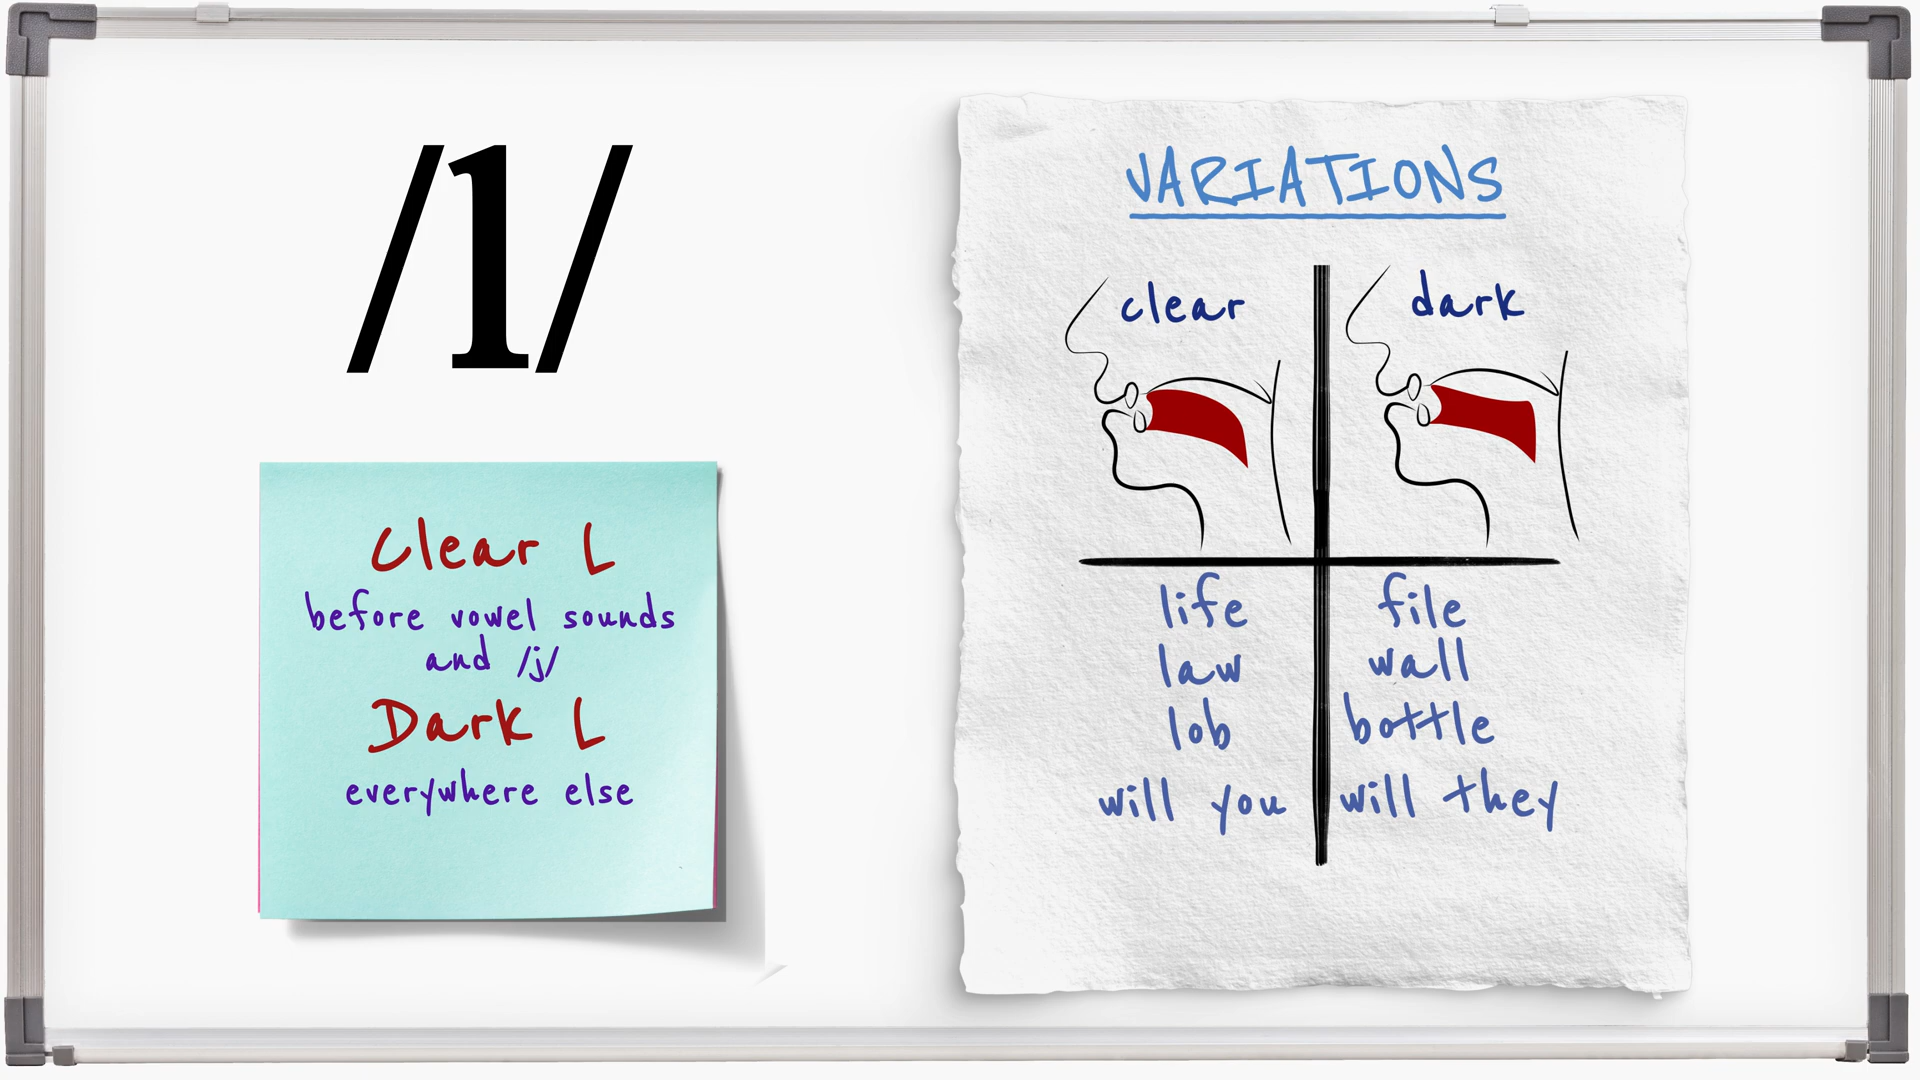 /l/
Clear L
before vowel sounds
and /j/
Dark L
everywhere else
VARIATIONS
clear
dark
life
file
law
wall
lob
bottle
will you
will they